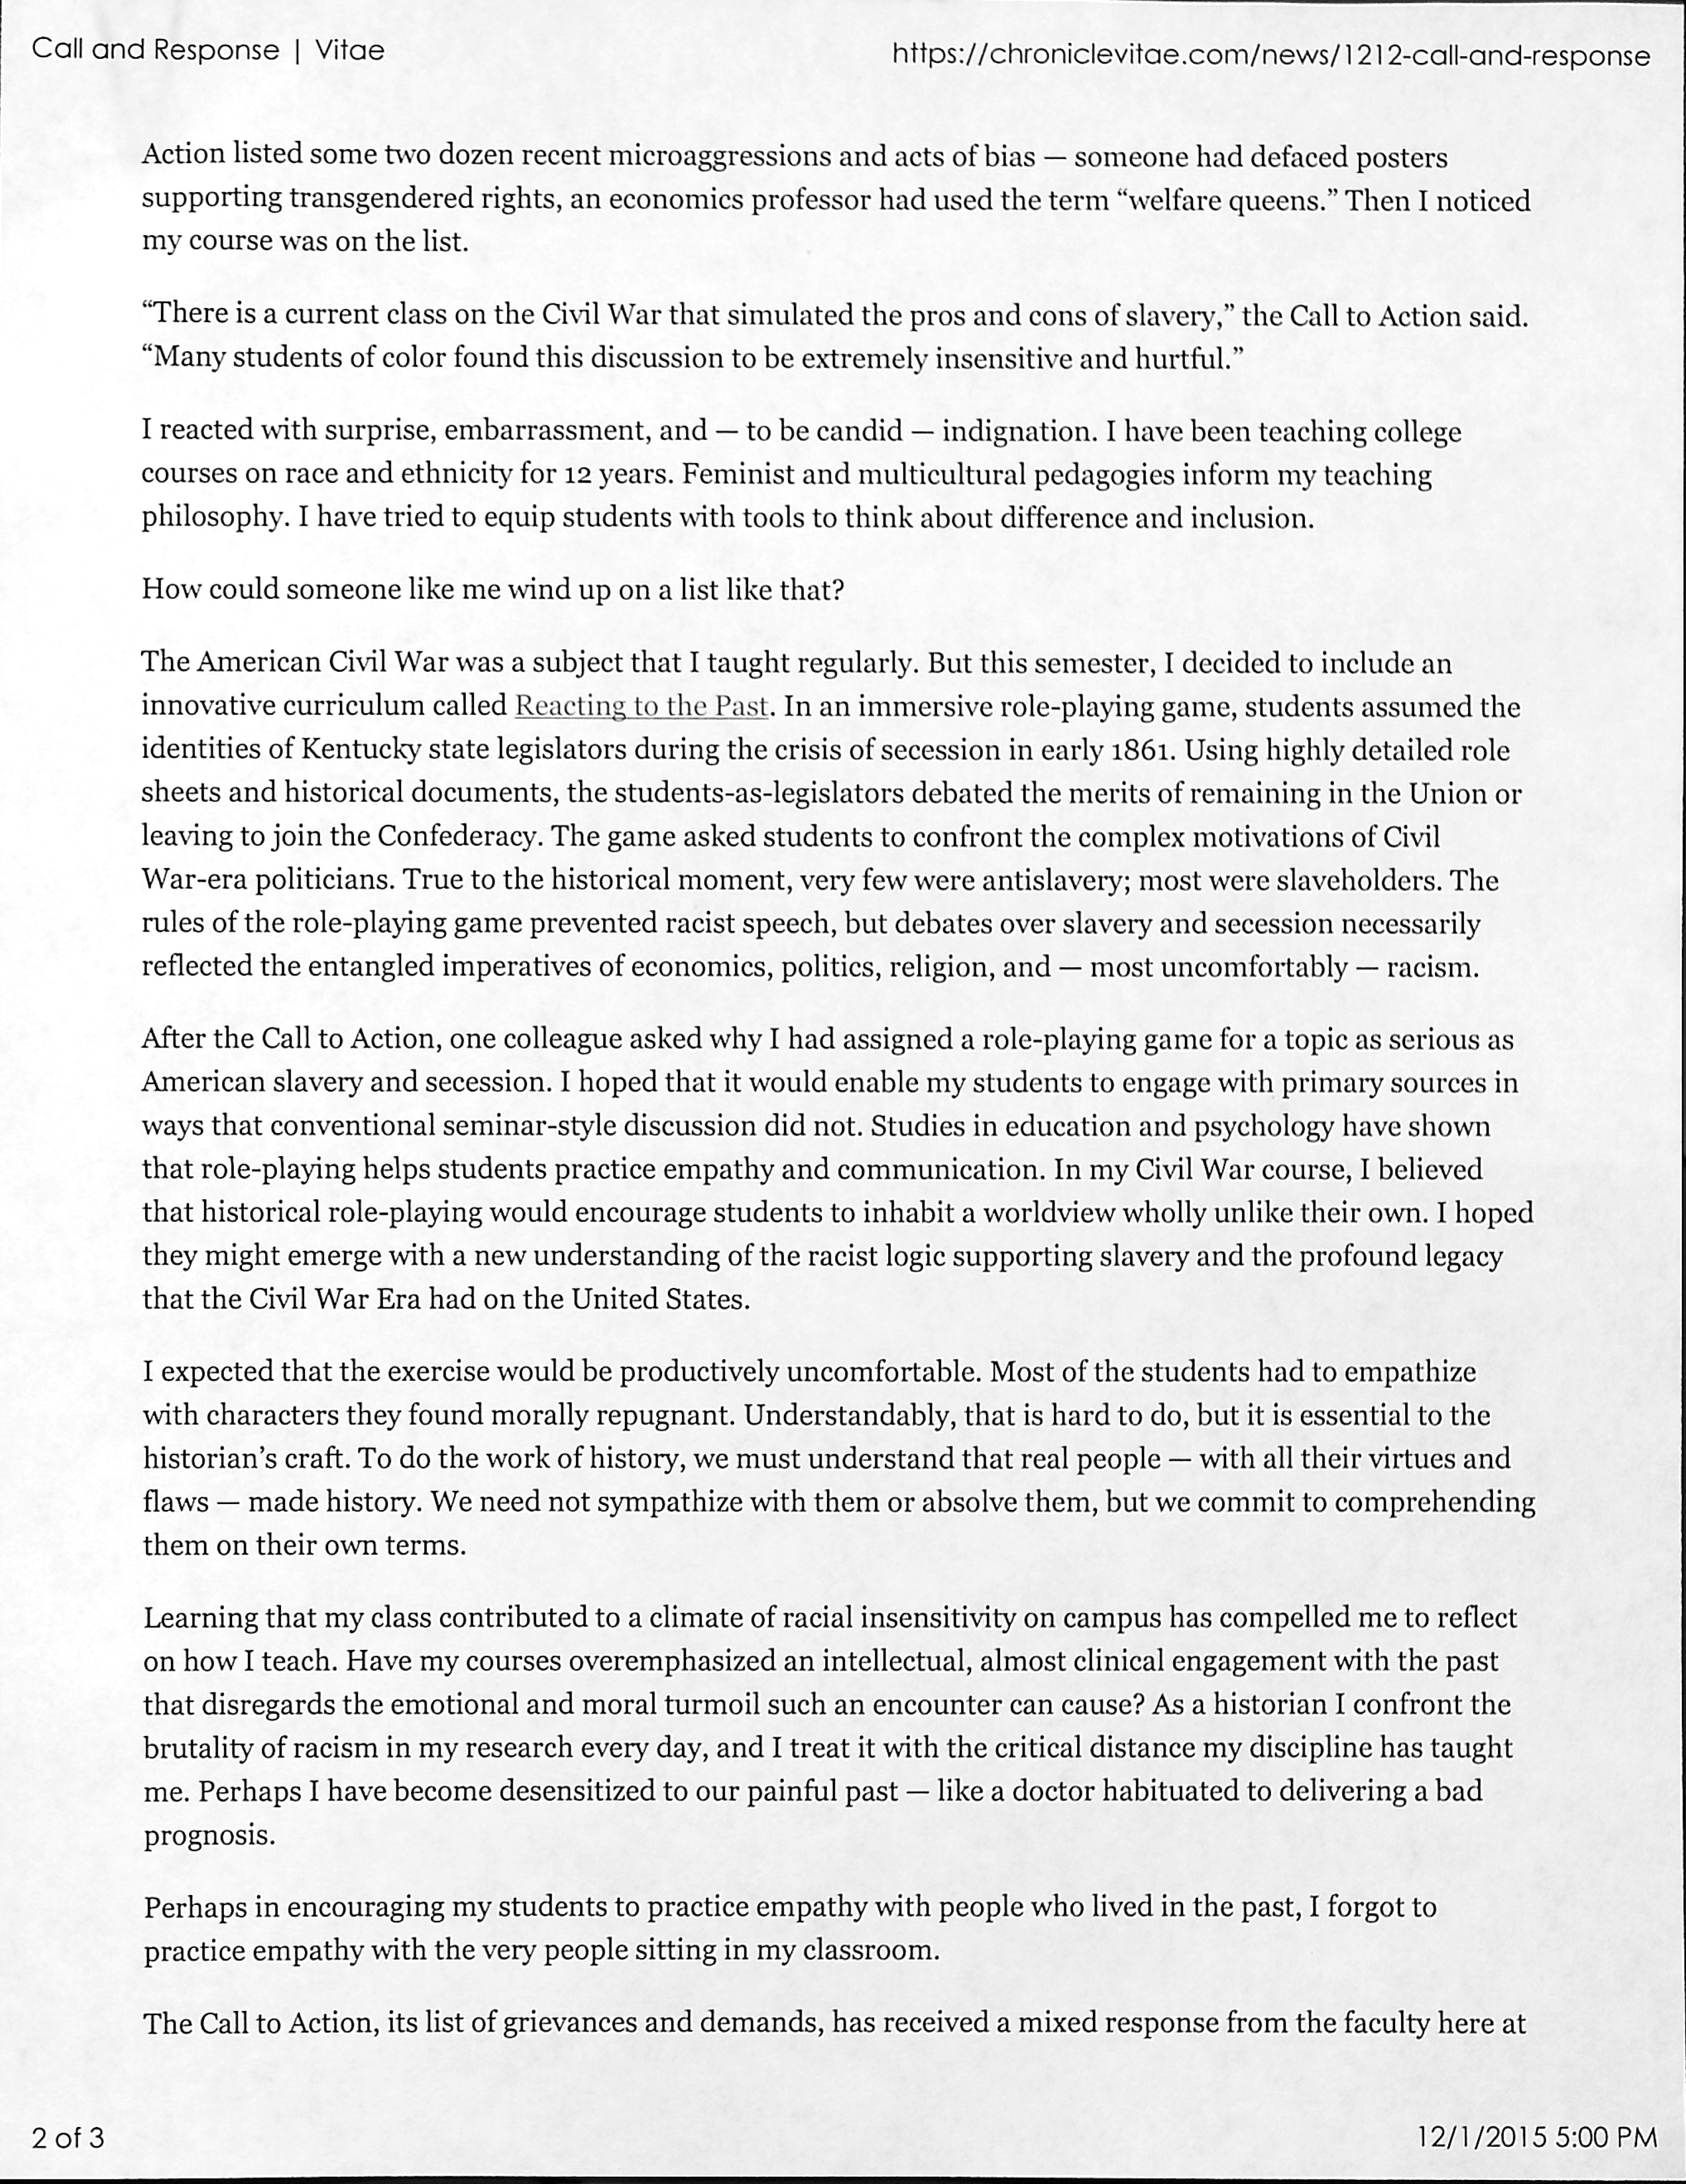 Call and Response | Vitae
https://chroniclevitae.com/news/1212-call-and-response
Action listed some two dozen recent microaggressions and acts of bias — someone had defaced posters
supporting transgendered rights, an economics professor had used the term “welfare queens.” Then I noticed
my course was on the list.
“There is a current class on the Civil War that simulated the pros and cons of slavery,” the Call to Action said.
“Many students of color found this discussion to be extremely insensitive and hurtful.”
I reacted with surprise, embarrassment, and — to be candid — indignation. I have been teaching college
courses on race and ethnicity for 12 years. Feminist and multicultural pedagogies inform my teaching
philosophy. I have tried to equip students with tools to think about difference and inclusion.
How could someone like me wind up on a list like that?
The American Civil War was a subject that I taught regularly. But this semester, I decided to include an
innovative curriculum called Reacting to the Past. In an immersive role-playing game, students assumed the
identities of Kentucky state legislators during the crisis of secession in early 1861. Using highly detailed role
sheets and historical documents, the students-as-legislators debated the merits of remaining in the Union or
leaving to join the Confederacy. The game asked students to confront the complex motivations of Civil
War-era politicians. True to the historical moment, very few were antislavery; most were slaveholders. The
rules of the role-playing game prevented racist speech, but debates over slavery and secession necessarily
reflected the entangled imperatives of economics, politics, religion, and — most uncomfortably — racism.
After the Call to Action, one colleague asked why I had assigned a role-playing game for a topic as serious as
American slavery and secession. I hoped that it would enable my students to engage with primary sources in
ways that conventional seminar-style discussion did not. Studies in education and psychology have shown
that role-playing helps students practice empathy and communication. In my Civil War course, I believed
that historical role-playing would encourage students to inhabit a worldview wholly unlike their own. I hoped
they might emerge with a new understanding of the racist logic supporting slavery and the profound legacy
that the Civil War Era had on the United States.
I expected that the exercise would be productively uncomfortable. Most of the students had to empathize
with characters they found morally repugnant. Understandably, that is hard to do, but it is essential to the
historian’s craft. To do the work of history, we must understand that real people — with all their virtues and
flaws — made history. We need not sympathize with them or absolve them, but we commit to comprehending
them on their own terms.
Learning that my class contributed to a climate of racial insensitivity on campus has compelled me to reflect
on how I teach. Have my courses overemphasized an intellectual, almost clinical engagement with the past
that disregards the emotional and moral turmoil such an encounter can cause? As a historian I confront the
brutality of racism in my research every day, and I treat it with the critical distance my discipline has taught
me. Perhaps I have become desensitized to our painful past — like a doctor habituated to delivering a bad
prognosis.
Perhaps in encouraging my students to practice empathy with people who lived in the past, I forgot to
practice empathy with the very people sitting in my classroom.
The Call to Action, its list of grievances and demands, has received a mixed response from the faculty here at
2 of 3
12/1/2015 5:00 PM